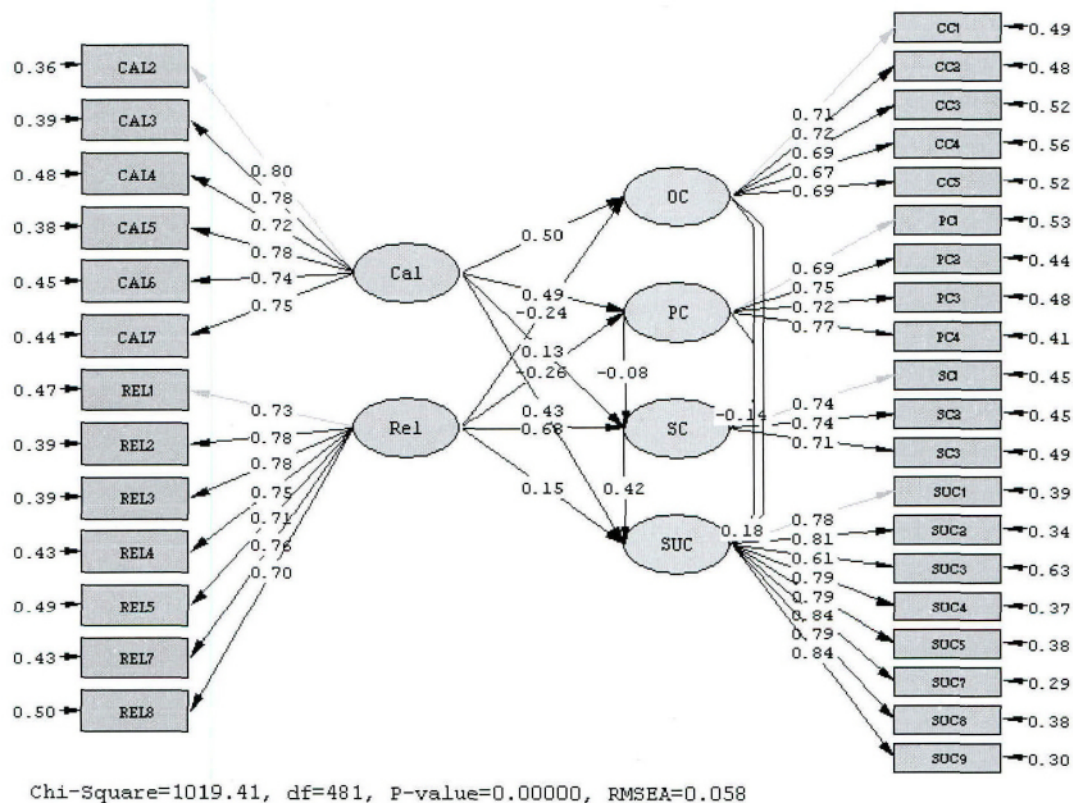 0.36 CAL2
0.39 CAL3
0.48 CAL4
0.38 CAL5
0.45 CAL6
0.44 CAL7
0.47 REL1
0.39 REL2
0.39 REL3
0.43 REL4
0.49 REL5
0.43 REL7
0.50 REL8
0.80
0.78
0.72
0.78
0.74
0.75
0.73
0.78
0.78
0.75
0.71
0.76
0.70
Cal
Rel
0.50
0.49
-0.24
0.13
-0.26
0.43
0.68
0.15
OC
PC
-0.08
SC
0.42
SUC
-0.14
0.18
0.71
0.72
0.69
0.67
0.69
0.69
0.75
0.72
0.77
0.74
0.74
0.71
0.78
0.81
0.61
0.79
0.79
0.84
0.79
0.84
CC1 0.49
CC2 0.48
CC3 0.52
CC4 0.56
CC5 0.52
PC1 0.53
PC2 0.44
PC3 0.48
PC4 0.41
SC1 0.45
SC2 0.45
SC3 0.49
SUC1 0.39
SUC2 0.34
SUC3 0.63
SUC4 0.37
SUC5 0.38
SUC7 0.29
SUC8 0.38
SUC9 0.30
Chi-Square=1019.41, df=481, P-value=0.00000, RMSEA=0.058